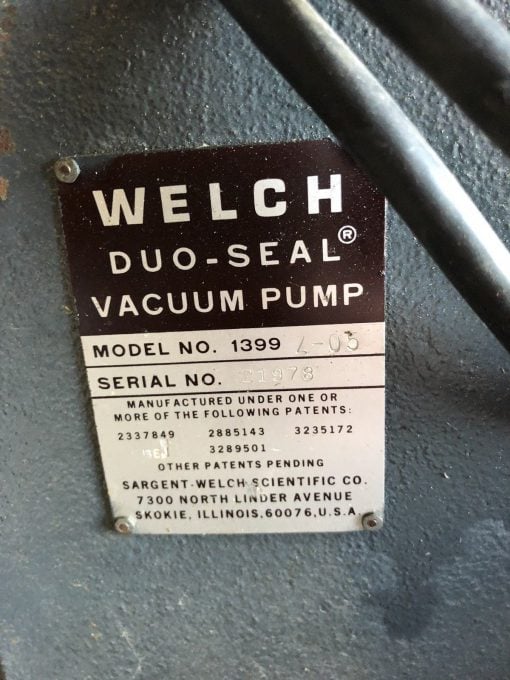 WELCH
DUO-SEAL®
VACUUM PUMP
MODEL NO. 1399
SERIAL NO.
MANUFACTURED UNDER ONE OR
MORE OF THE FOLLOWING PATENTS:
2337849 2885143 3235172
3289501
OTHER PATENTS PENDING
SARGENT-WELCH SCIENTIFIC CO.
7300 NORTH LINDER AVENUE
SKOKIE, ILLINOIS, 60076, U.S.A.